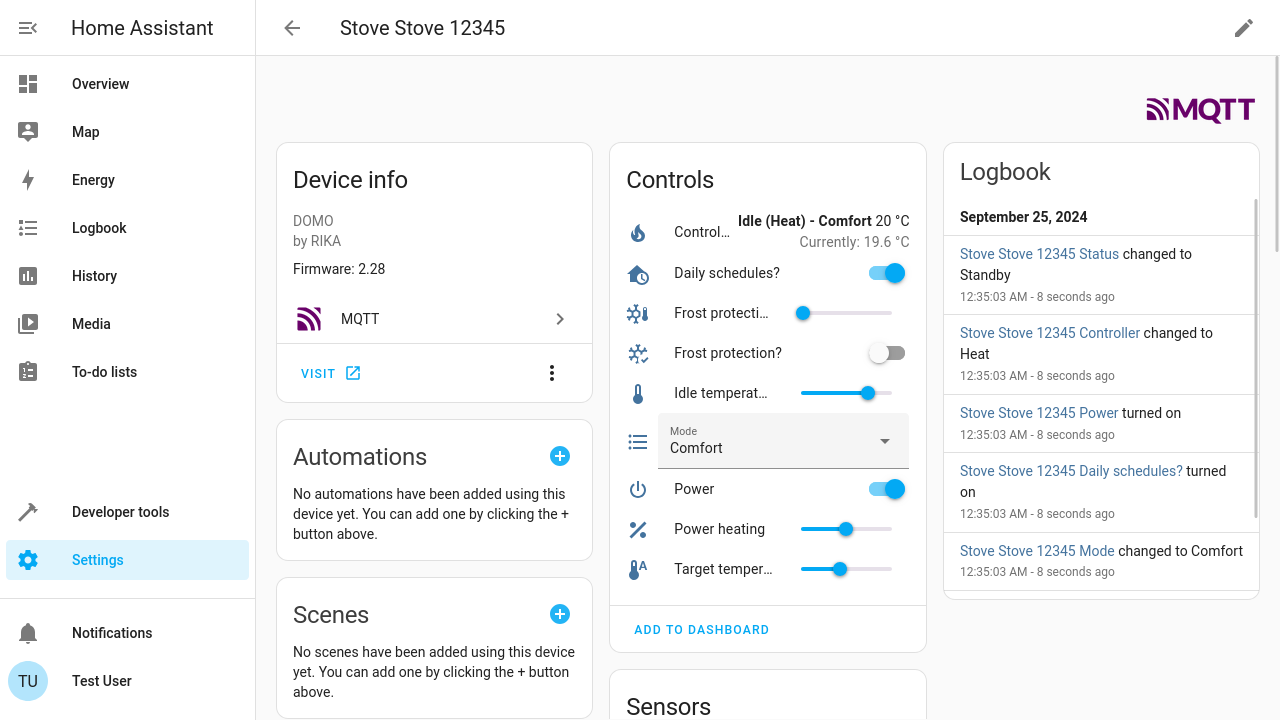 Home Assistant
Overview
Map
Energy
Logbook
History
Media
To-do lists
Developer tools
Settings
Notifications
TU
Test User
Stove Stove 12345
MQTT
Device info
DOMO
by RIKA
Firmware: 2.28
MQTT
VISIT
Automations
No automations have been added using this
device yet. You can add one by clicking the +
button above.
Scenes
No scenes have been added using this device
yet. You can add one by clicking the + button
above.
Controls
Control… Idle (Heat) - Comfort 20 °C
Currently: 19.6 °C
Daily schedules?
Frost protecti…
Frost protection?
Idle temperat…
Mode
Comfort
Power
Power heating
Target temper…
ADD TO DASHBOARD
Sensors
Logbook
September 25, 2024
Stove Stove 12345 Status changed to
Standby
12:35:03 AM - 8 seconds ago
Stove Stove 12345 Controller changed to
Heat
12:35:03 AM - 8 seconds ago
Stove Stove 12345 Power turned on
12:35:03 AM - 8 seconds ago
Stove Stove 12345 Daily schedules? turned
on
12:35:03 AM - 8 seconds ago
Stove Stove 12345 Mode changed to Comfort
12:35:03 AM - 8 seconds ago